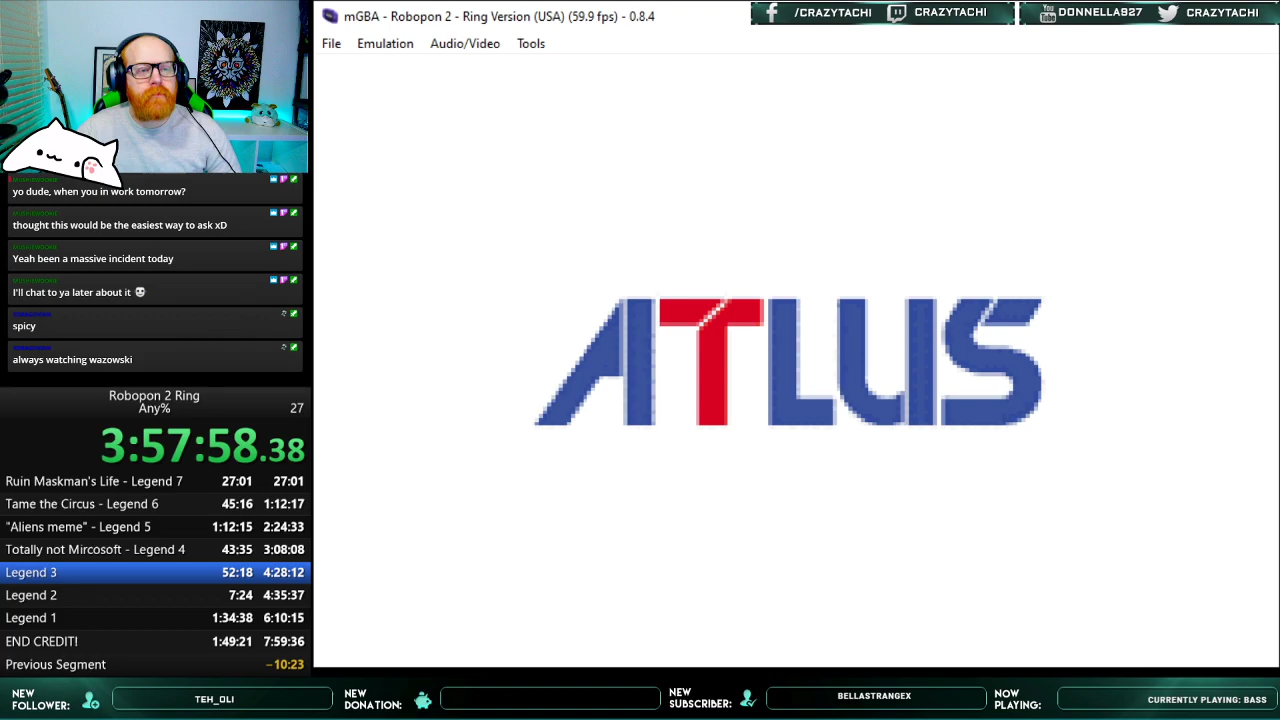 mGBA - Robopon 2 - Ring Version (USA) (59.9 fps) - 0.8.4
/CRAZYTACHI
CRAZYTACHI
You Tube
DONNELLA927
CRAZYTACHI
File Emulation Audio/Video Tools
yo dude, when you in work tomorrow?
thought this would be the easiest way to ask xD
Yeah been a massive incident today
I'll chat to ya later about it 💀
spicy
always watching wazowski
ATLUS
Robopon 2 Ring
Any% 27
3:57:58.38
Ruin Maskman's Life - Legend 7 27:01 27:01
Tame the Circus - Legend 6 45:16 1:12:17
"Aliens meme" - Legend 5 1:12:15 2:24:33
Totally not Mircosoft - Legend 4 43:35 3:08:08
Legend 3 52:18 4:28:12
Legend 2 7:24 4:35:37
Legend 1 1:34:38 6:10:15
END CREDIT! 1:49:21 7:59:36
Previous Segment −10:23
NEW FOLLOWER: TEH_OLI
NEW DONATION:
NEW SUBSCRIBER: BELLASTRANGEX
NOW PLAYING: CURRENTLY PLAYING: BASS